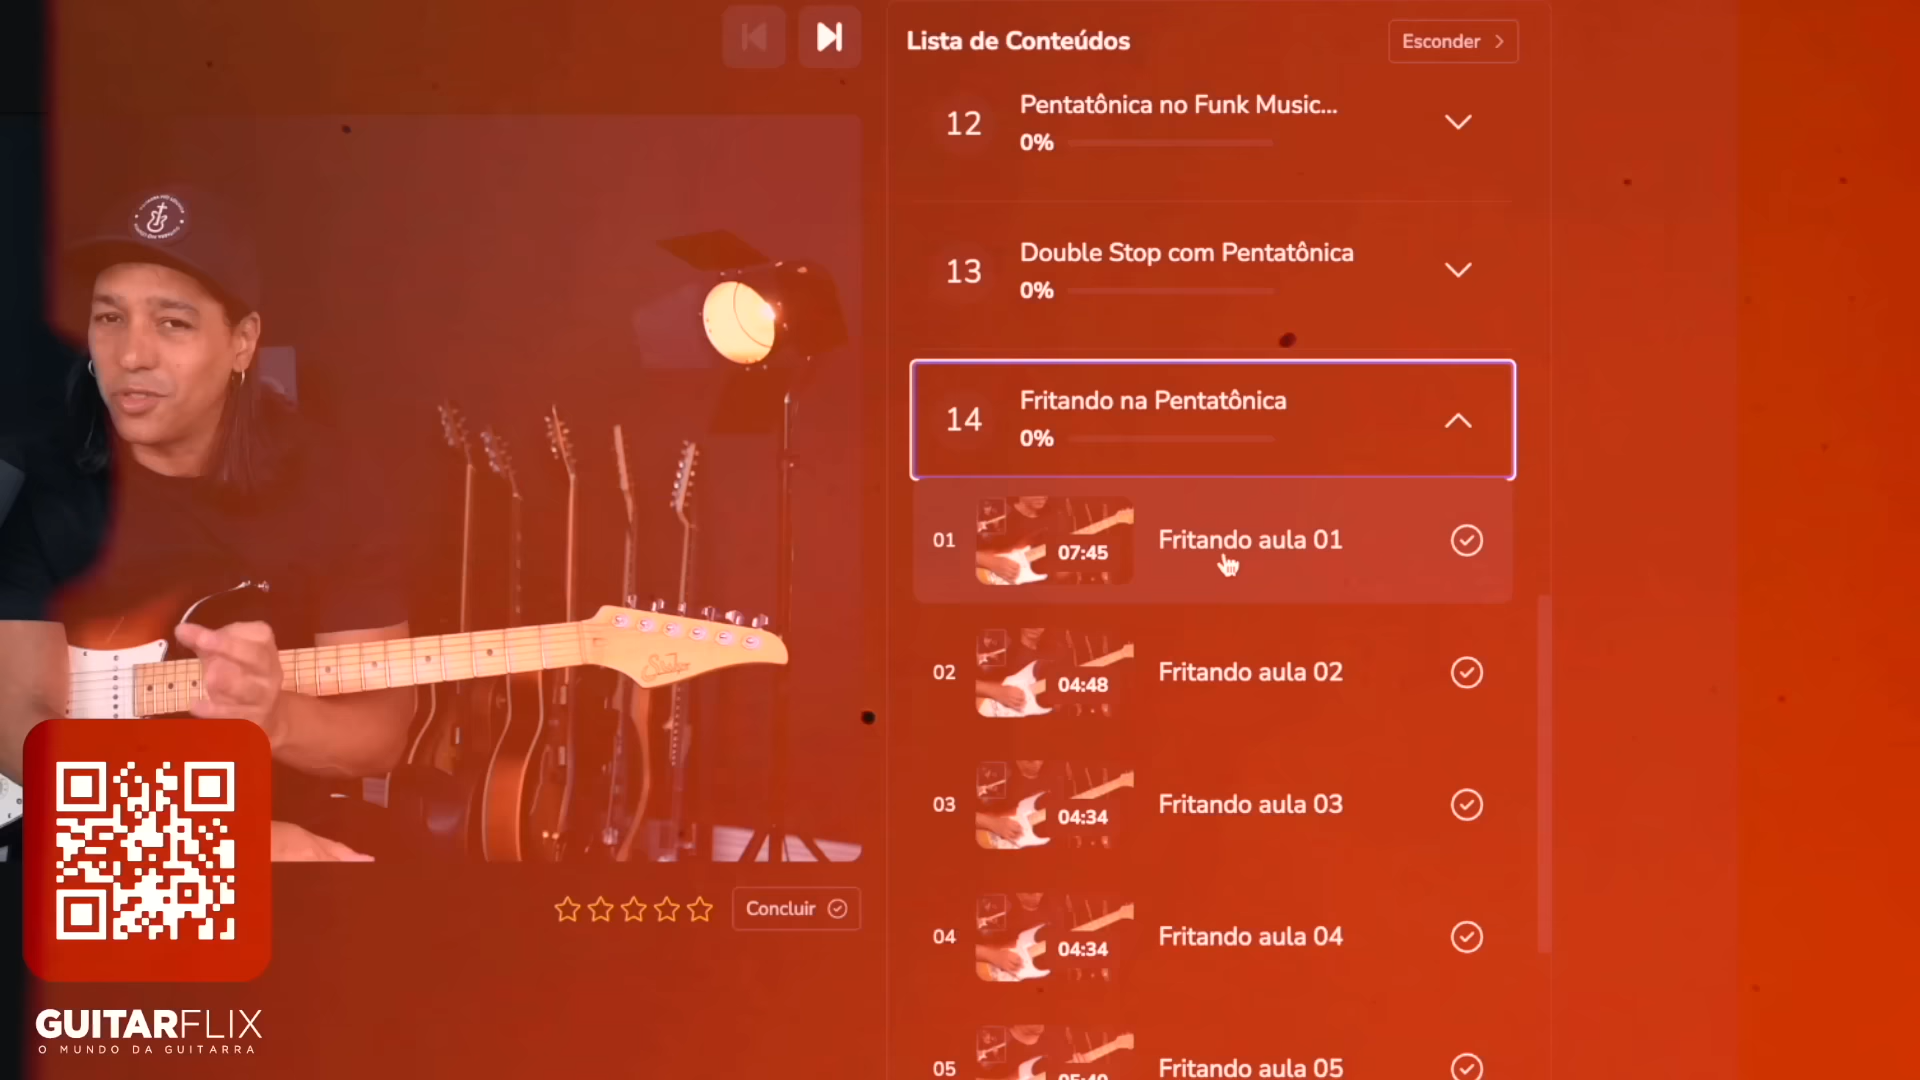 Lista de Conteúdos
Esconder
12
Pentatônica no Funk Music...
0%
13
Double Stop com Pentatônica
0%
14
Fritando na Pentatônica
0%
01
07:45
Fritando aula 01
02
04:48
Fritando aula 02
03
04:34
Fritando aula 03
04
04:34
Fritando aula 04
05
Fritando aula 05
Concluir
GUITARFLIX
O MUNDO DA GUITARRA